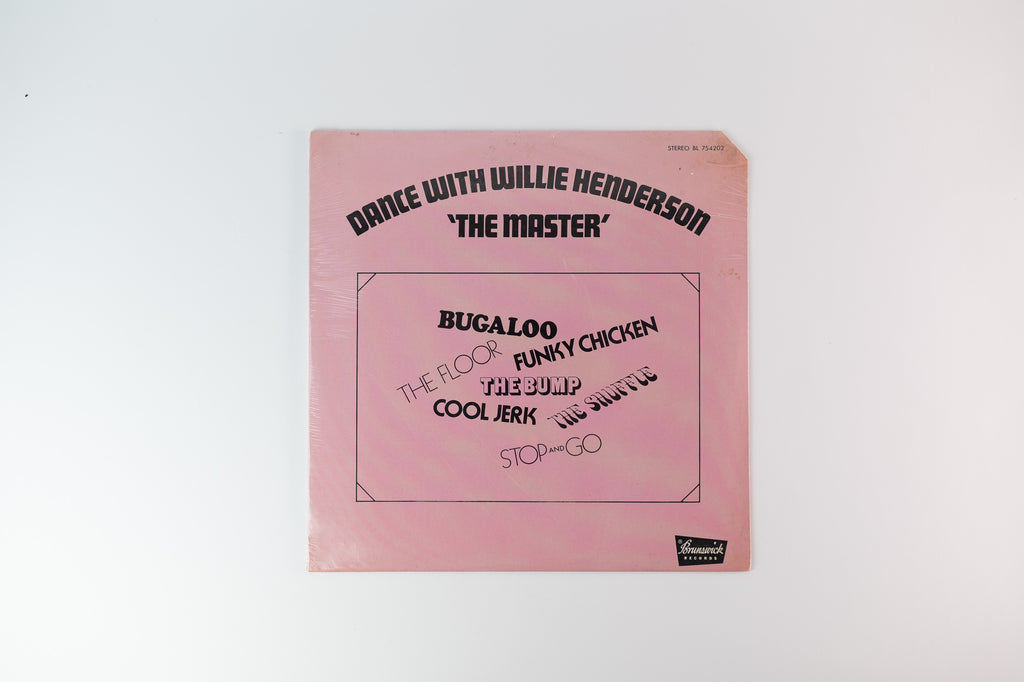 STEREO BL 754202
DANCE WITH WILLIE HENDERSON
'THE MASTER'
BUGALOO
THE FLOOR
FUNKY CHICKEN
THE BUMP
COOL JERK
THE SHUFFLE
STOP AND GO
®Brunswick
RECORDS